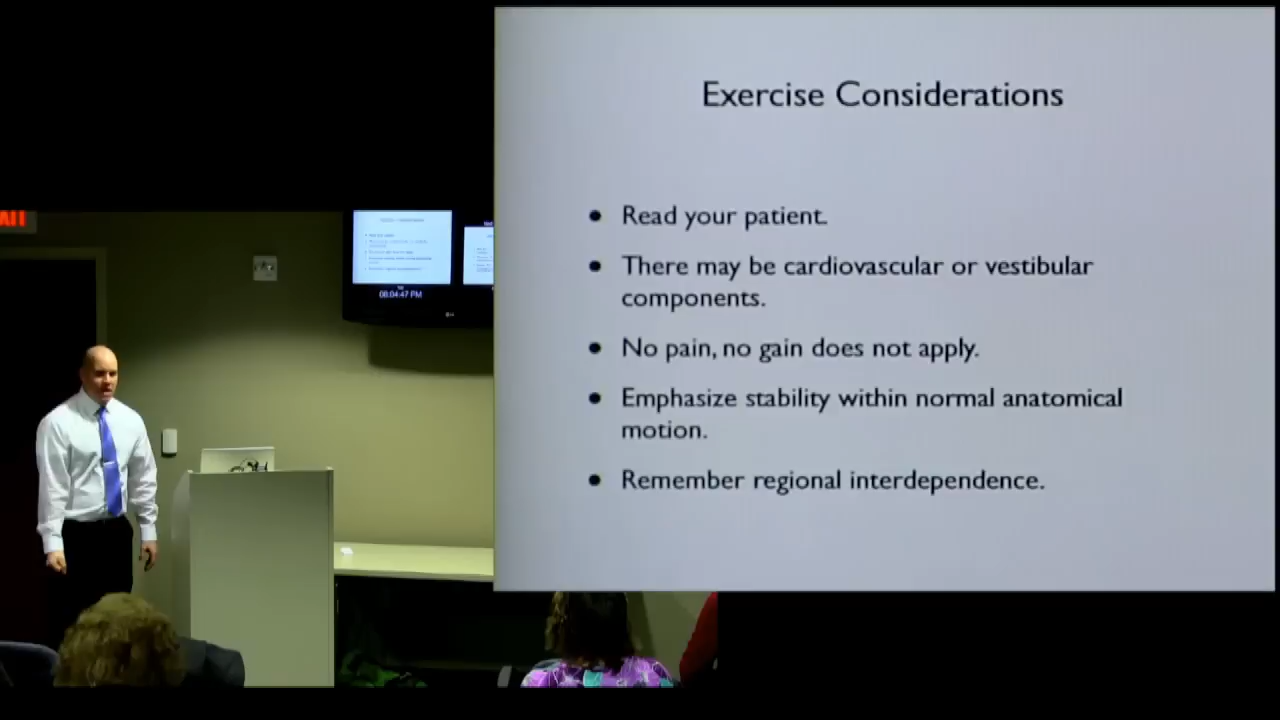 Exercise Considerations
• Read your patient.
• There may be cardiovascular or vestibular
components.
• No pain, no gain does not apply.
• Emphasize stability within normal anatomical
motion.
• Remember regional interdependence.
08:04:47 PM